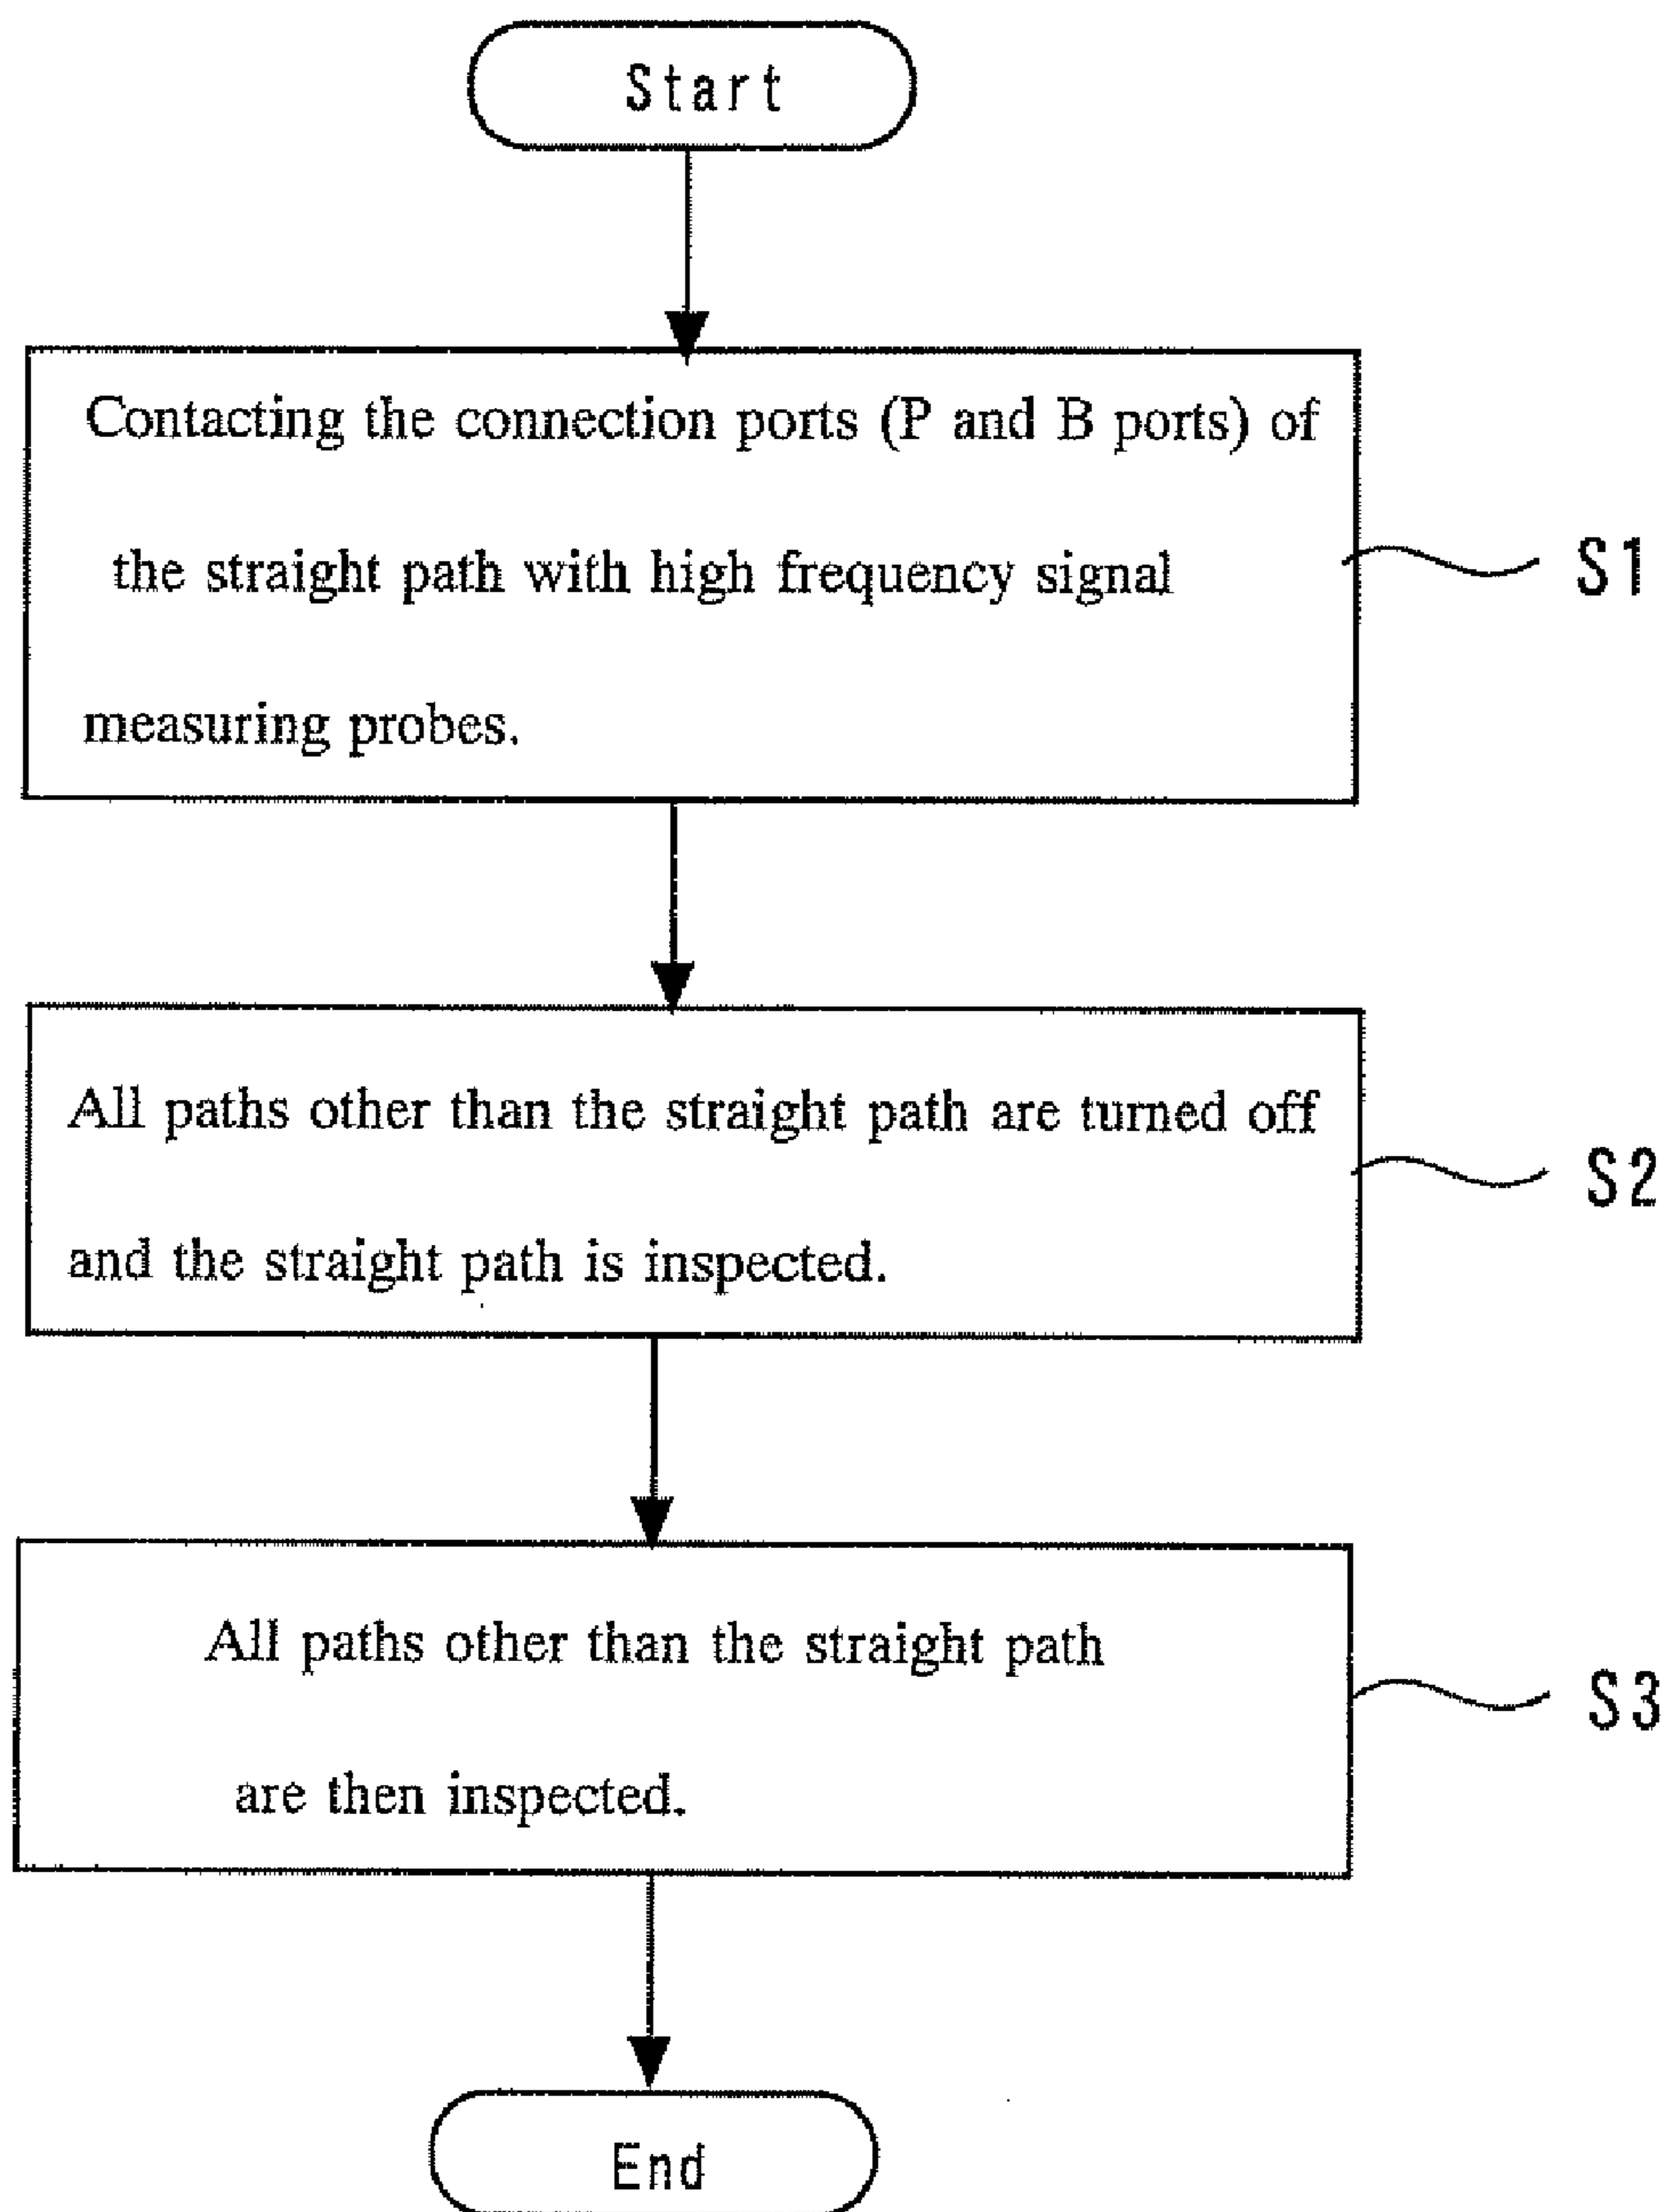 Start
Contacting the connection ports (P and B ports) of
the straight path with high frequency signal
measuring probes.
S1
All paths other than the straight path are turned off
and the straight path is inspected.
S2
All paths other than the straight path
are then inspected.
S3
End